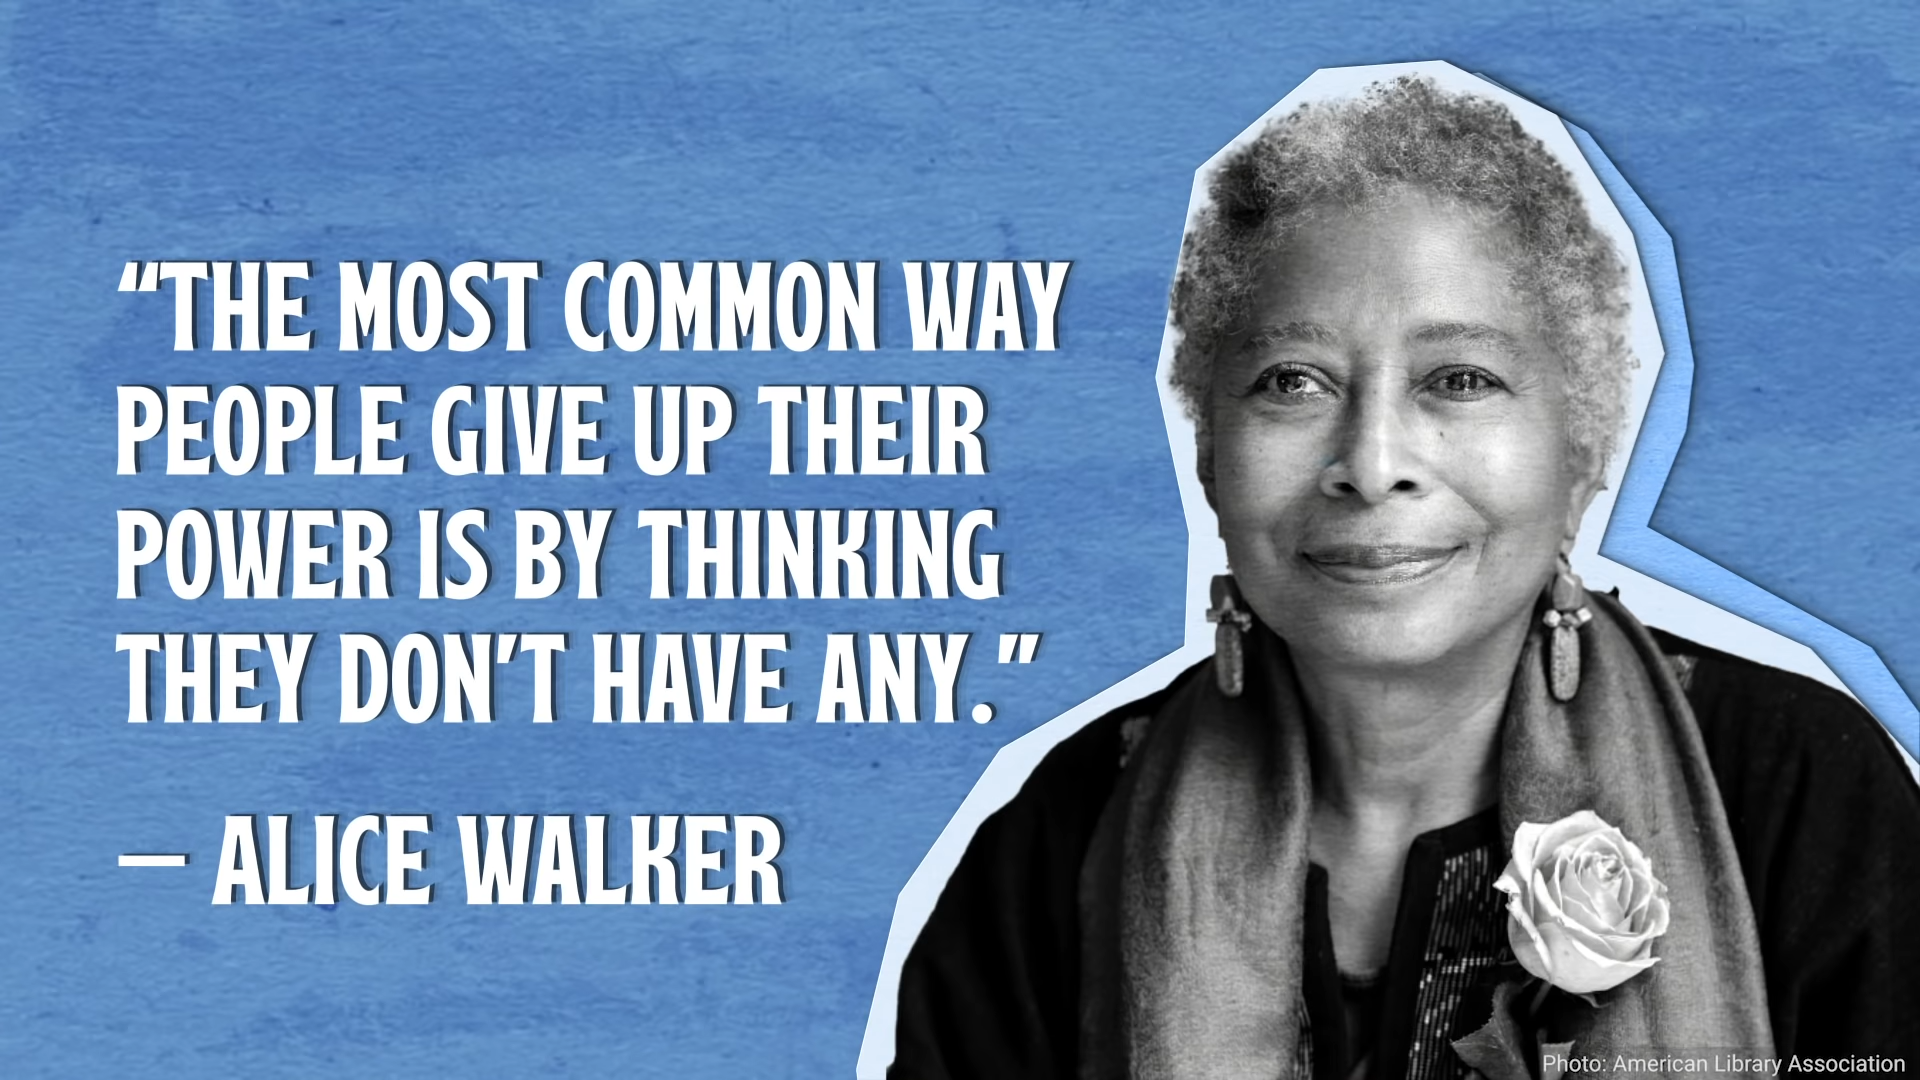 “THE MOST COMMON WAY
PEOPLE GIVE UP THEIR
POWER IS BY THINKING
THEY DON’T HAVE ANY.”
– ALICE WALKER
Photo: American Library Association